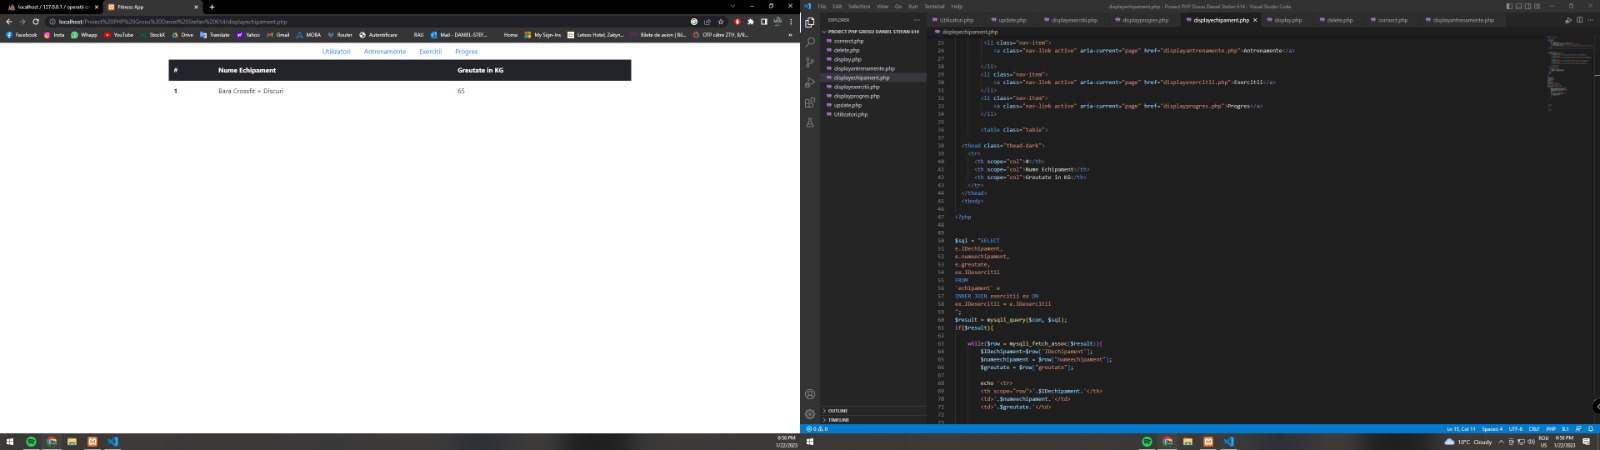 localhost / 127.0.0.1 / operatii
Fitness App
localhost/Proiect%20PHP%20Grosu%20Daniel%20Stefan%20614/displayechipament.php
Facebook
Insta
Whapp
YouTube
StockX
Drive
Translate
Yahoo
Gmail
MOBA
Router
Autentificare
RAU
Mail - DANIEL-STEF...
Home
My Sign-Ins
Lotus Hotel, Zakyn...
Bilete de avion | Băi...
OTP către ZTH, 8/9...
Utilizatori
Antrenamente
Exercitii
Progres
# Nume Echipament Greutate in KG
1 Bara Crossfit + Discuri 65
6:56 PM
1/22/2023
File Edit Selection View Go Run Terminal Help
displayechipament.php - Proiect PHP Grosu Daniel Stefan 614 - Visual Studio Code
EXPLORER
PROIECT PHP GROSU DANIEL STEFAN 614
connect.php
delete.php
display.php
displayantrenamente.php
displayechipament.php
displayexercitii.php
displayprogres.php
update.php
Utilizatori.php
OUTLINE
TIMELINE
Utilizatori.php
update.php
displayexercitii.php
displayprogres.php
displayechipament.php
display.php
delete.php
connect.php
displayantrenamente.php
displayechipament.php
25 <li class="nav-item">
26 <a class="nav-link active" aria-current="page" href="displayantrenamente.php">Antrenamente</a>
27
28 </li>
29 <li class="nav-item">
30 <a class="nav-link active" aria-current="page" href="displayexercitii.php">Exercitii</a>
31 </li>
32 <li class="nav-item">
33 <a class="nav-link active" aria-current="page" href="displayprogres.php">Progres</a>
34 </li>
35
36 <table class="table">
37
38 <thead class="thead-dark">
39 <tr>
40 <th scope="col">#</th>
41 <th scope="col">Nume Echipament</th>
42 <th scope="col">Greutate in KG</th>
43 </tr>
44 </thead>
45 <tbody>
46
47 <?php
48
49
50 $sql = "SELECT
51 e.IDechipament,
52 e.numeechipament,
53 e.greutate,
54 ex.IDexercitii
55 FROM
56 `echipament` e
57 INNER JOIN exercitii ex ON
58 ex.IDexercitii = e.IDexercitii
59 ";
60 $result = mysqli_query($con, $sql);
61 if($result){
62
63 while($row = mysqli_fetch_assoc($result)){
64 $IDechipament=$row['IDechipament'];
65 $numeechipament = $row["numeechipament"];
66 $greutate = $row["greutate"];
67
68 echo '<tr>
69 <th scope="row">'.$IDechipament.'</th>
70 <td>'.$numeechipament.'</td>
71 <td>'.$greutate.'</td>
72
0 0
Ln 15, Col 11 Spaces: 4 UTF-8 CRLF PHP 8.1
10°C Cloudy
ROU
US
6:56 PM
1/22/2023